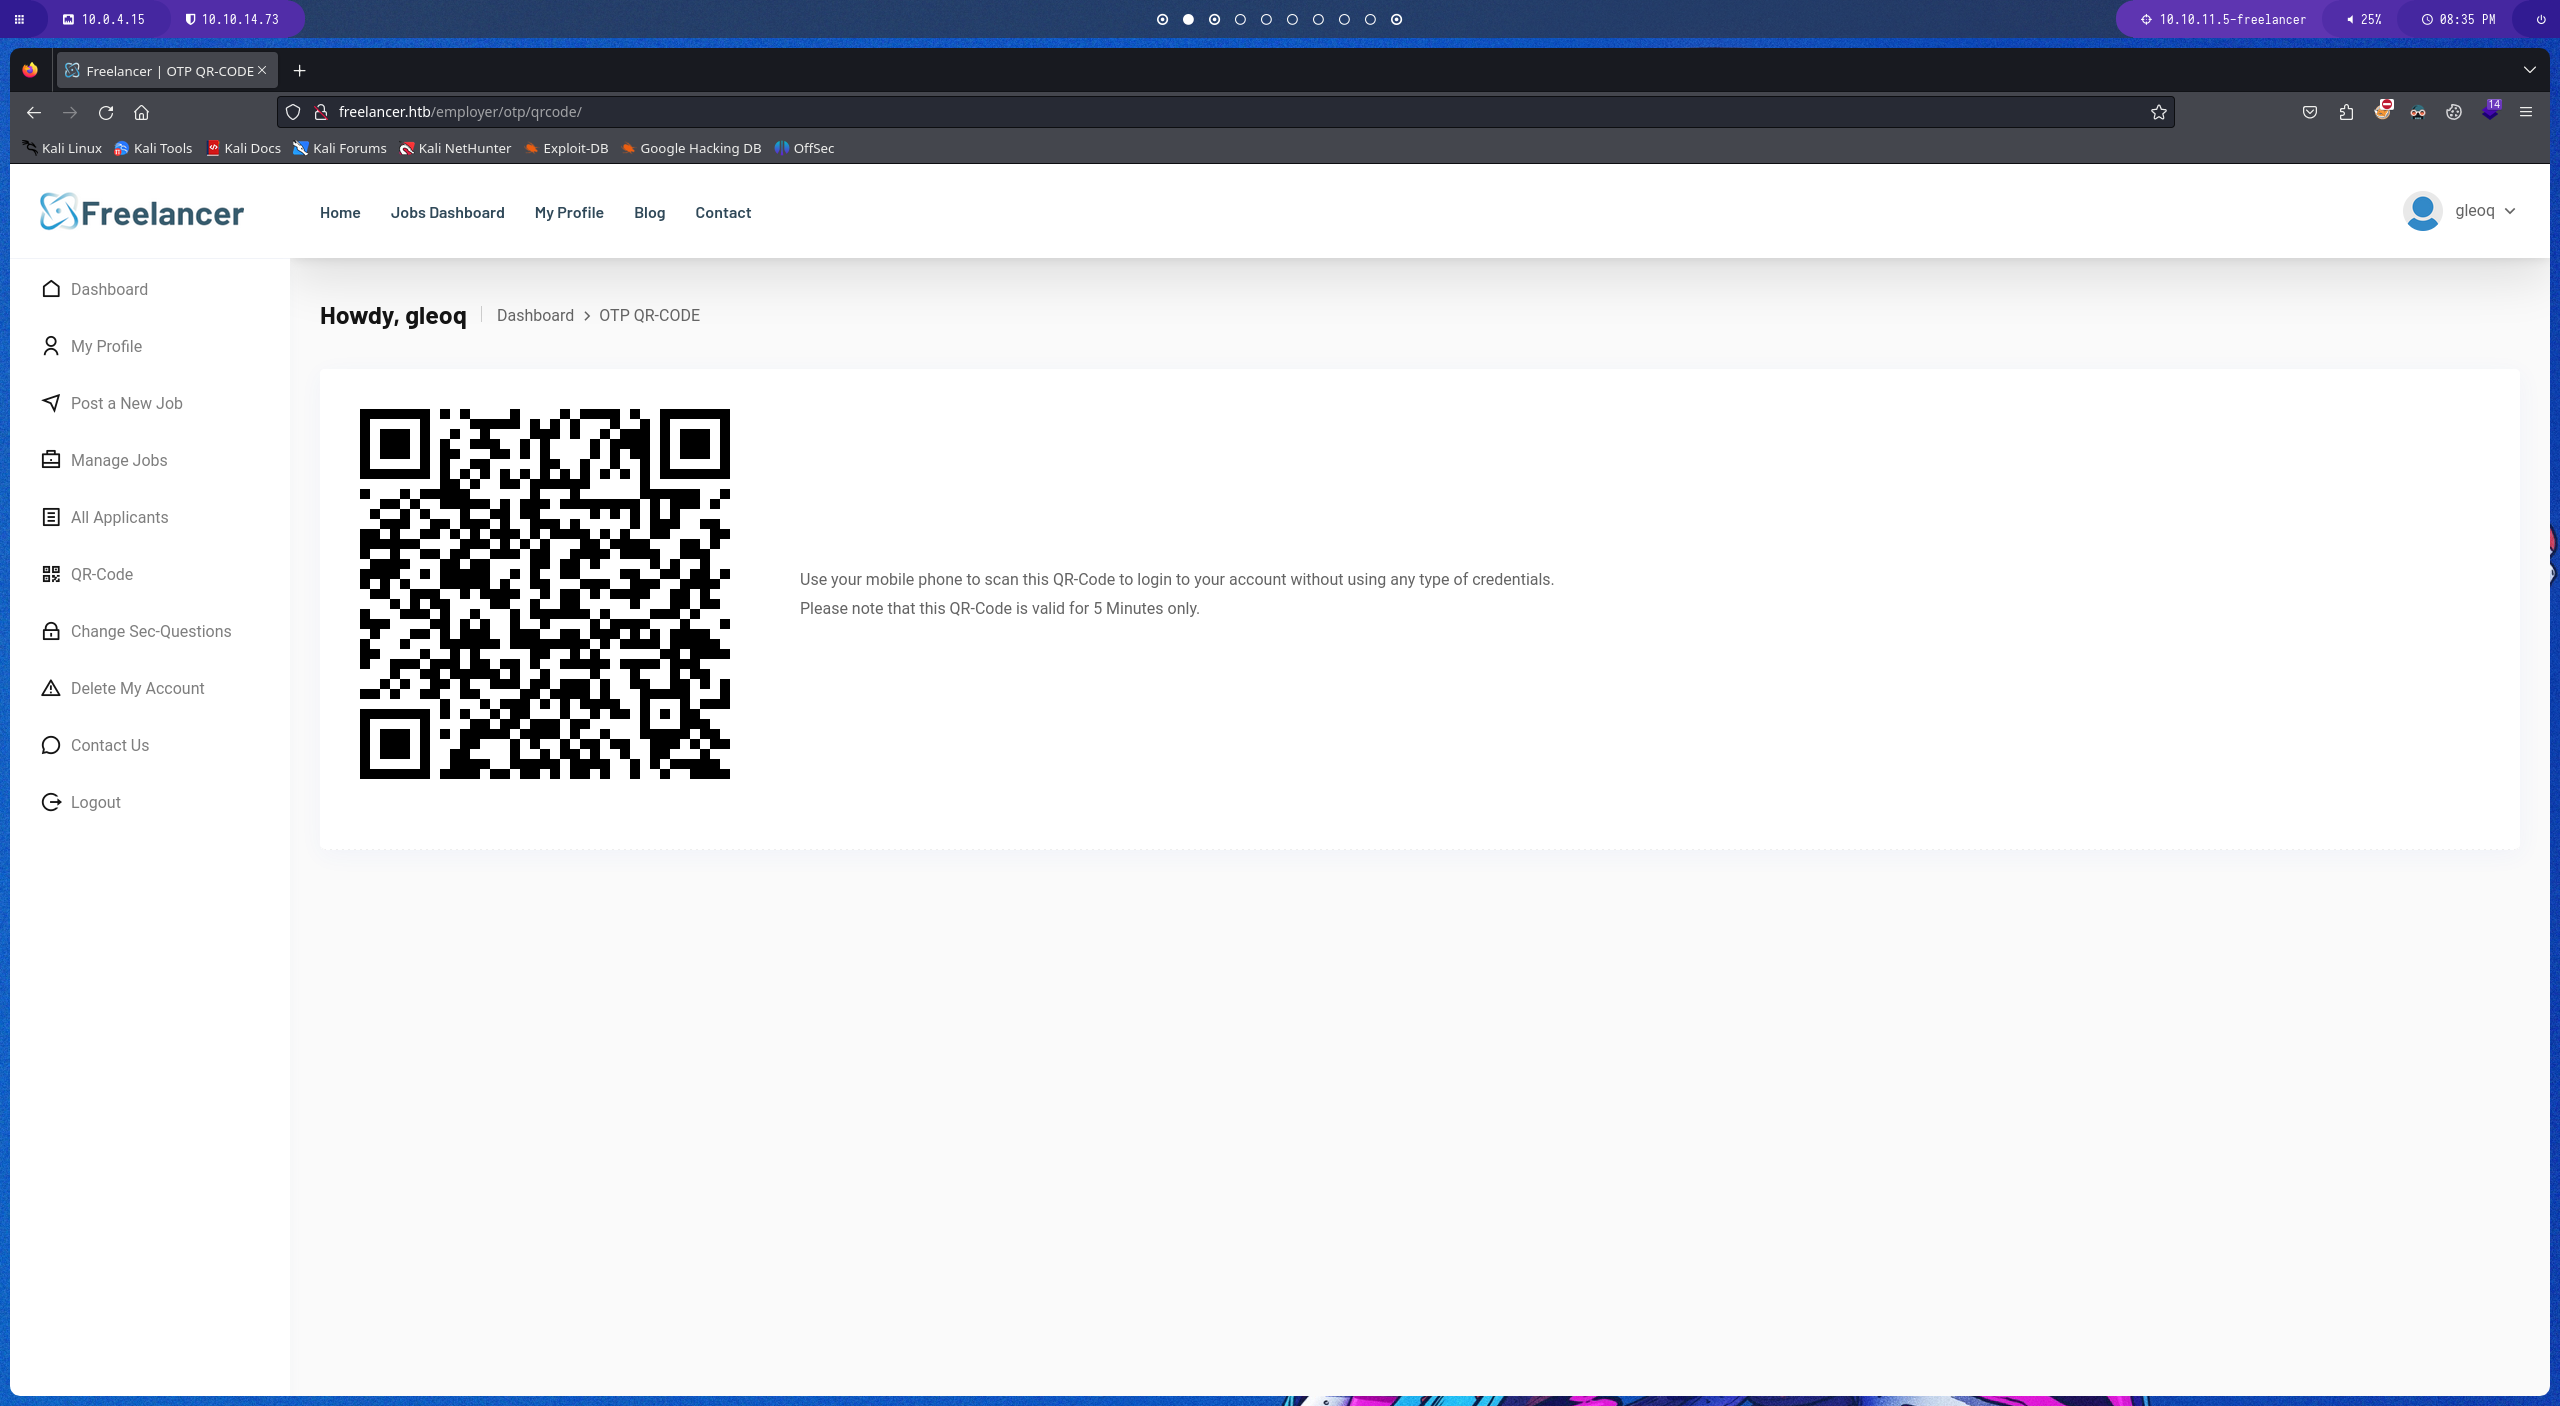 10.0.4.15 10.10.14.73 10.10.11.5-freelancer 25% 08:35 PM
Freelancer | OTP QR-CODE
freelancer.htb/employer/otp/qrcode/ 14
Kali Linux Kali Tools Kali Docs Kali Forums Kali NetHunter Exploit-DB Google Hacking DB OffSec
Freelancer Home Jobs Dashboard My Profile Blog Contact gleoq
Dashboard
My Profile
Post a New Job
Manage Jobs
All Applicants
QR-Code
Change Sec-Questions
Delete My Account
Contact Us
Logout
Howdy, gleoq Dashboard > OTP QR-CODE
Use your mobile phone to scan this QR-Code to login to your account without using any type of credentials.
Please note that this QR-Code is valid for 5 Minutes only.